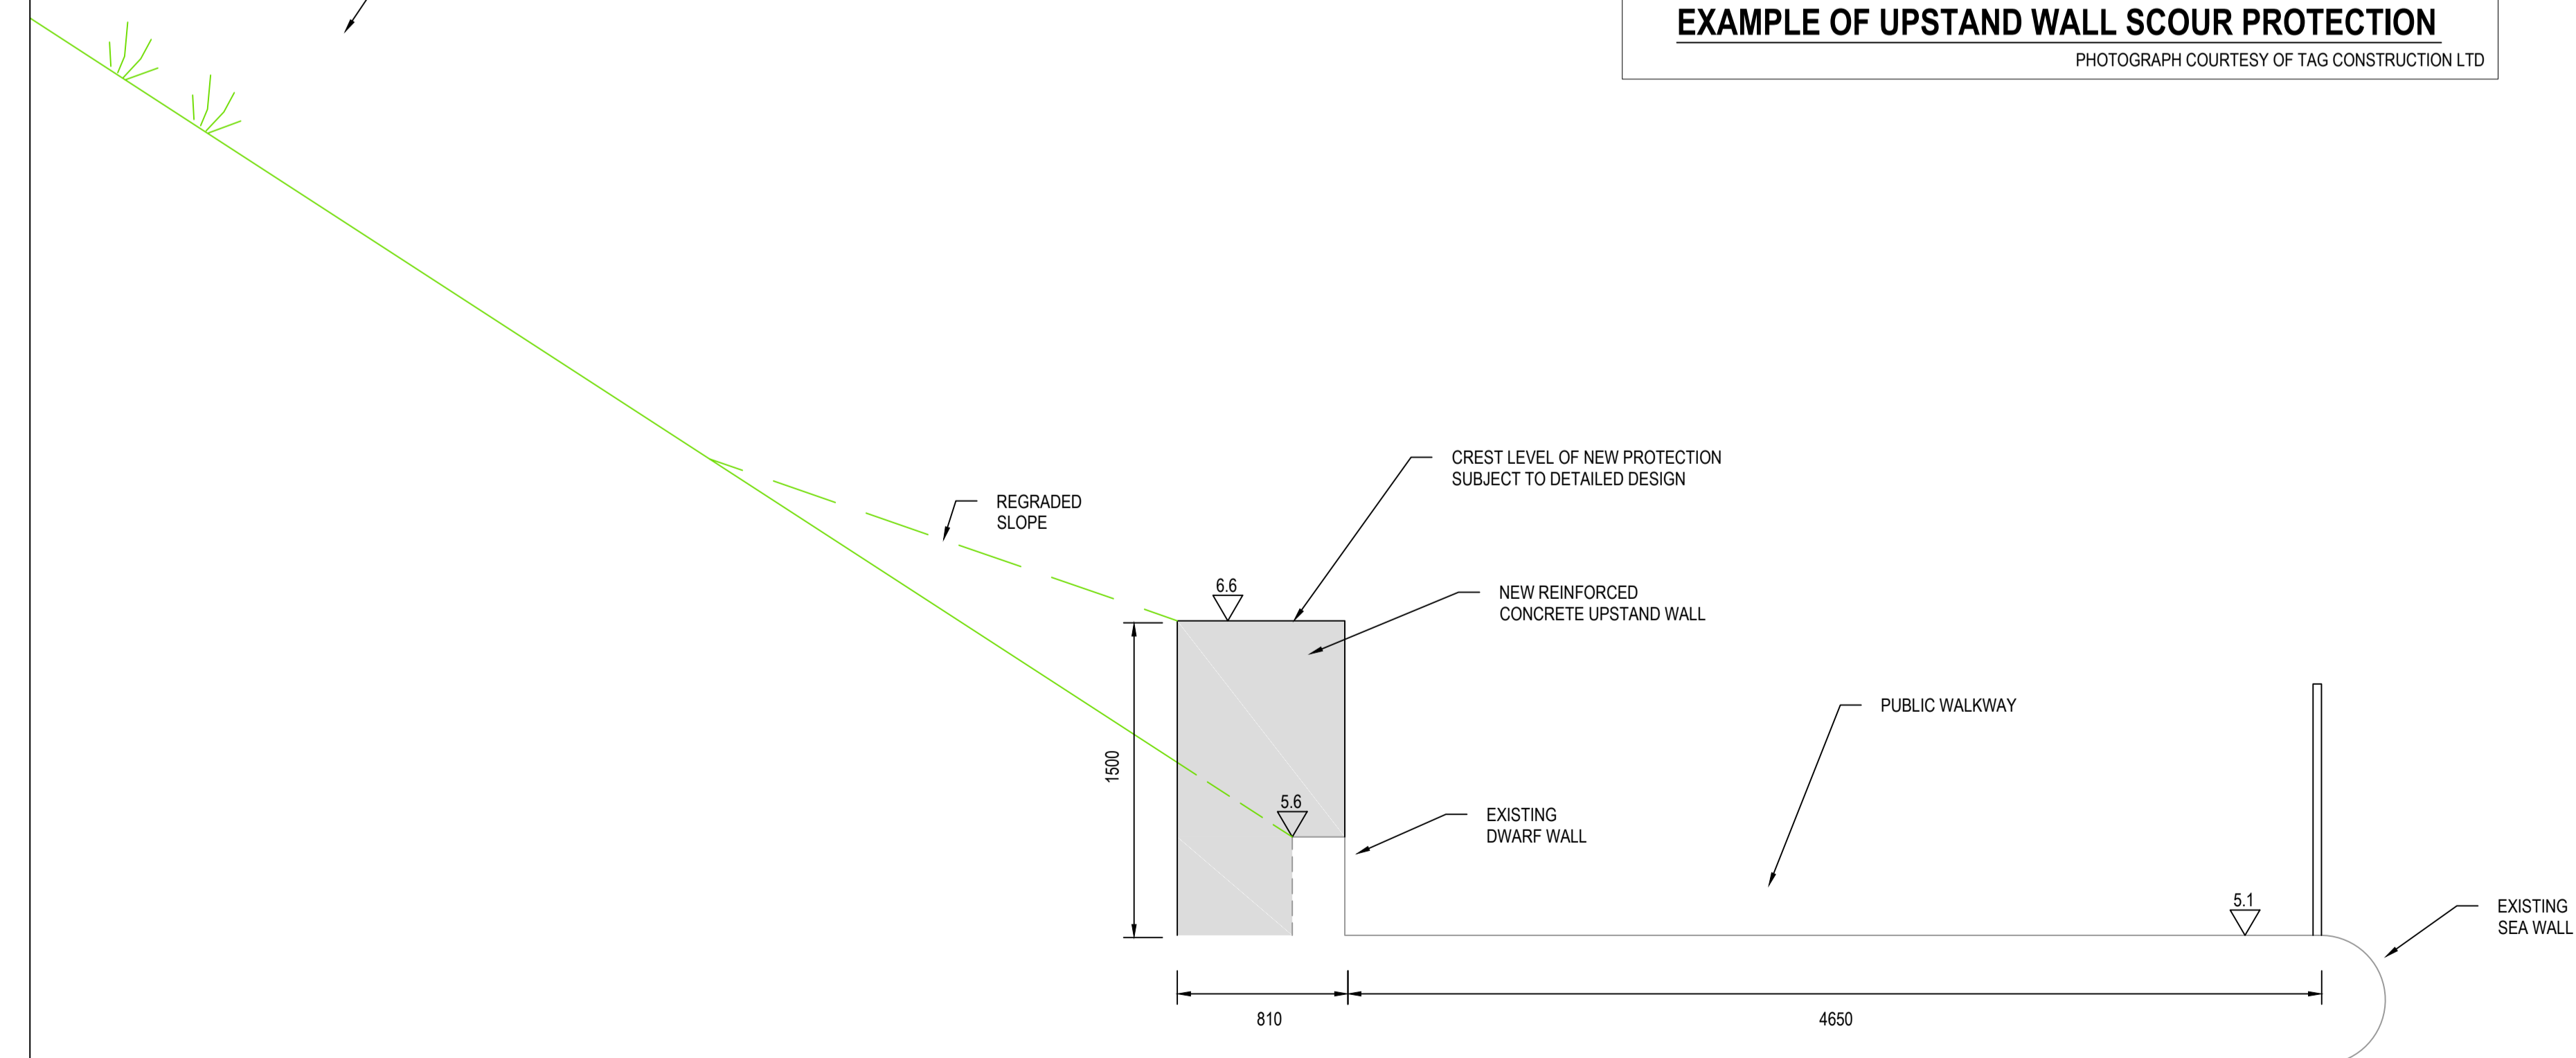 EXAMPLE OF UPSTAND WALL SCOUR PROTECTION
PHOTOGRAPH COURTESY OF TAG CONSTRUCTION LTD
CREST LEVEL OF NEW PROTECTION
SUBJECT TO DETAILED DESIGN
REGRADED
SLOPE
6.6
NEW REINFORCED
CONCRETE UPSTAND WALL
PUBLIC WALKWAY
1500
5.6
EXISTING
DWARF WALL
5.1
EXISTING
SEA WALL
810
4650